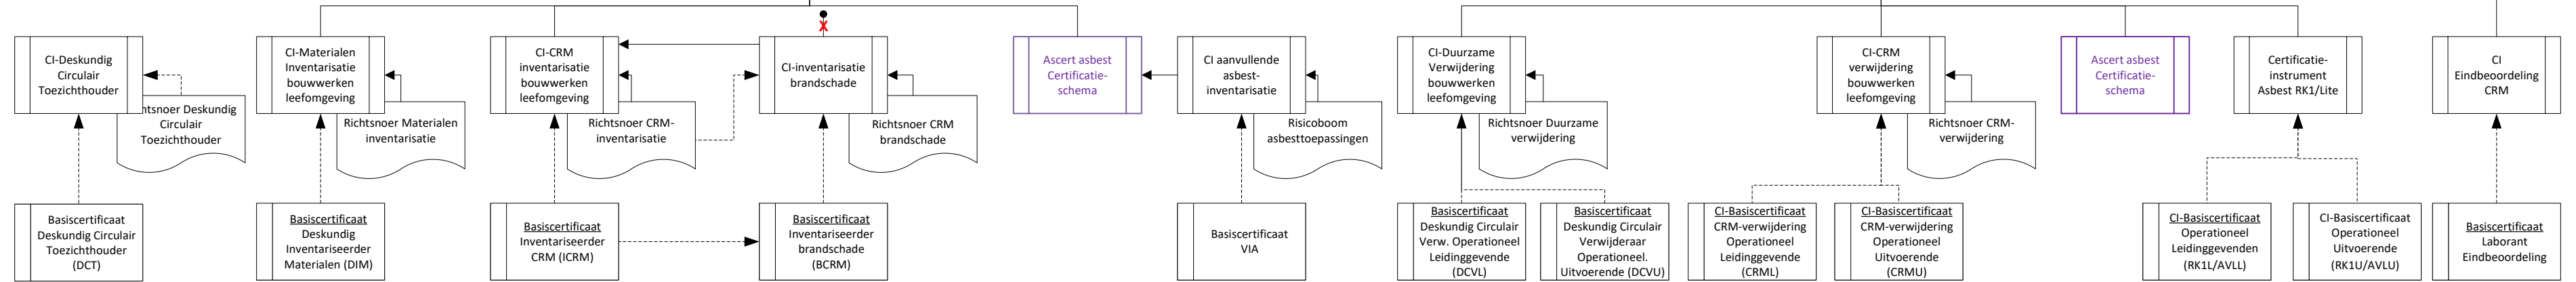 CI-Deskundig
Circulair
Toezichthouder
CI-Materialen
Inventarisatie
bouwwerken
leefomgeving
CI-CRM
inventarisatie
bouwwerken
leefomgeving
X
CI-inventarisatie
brandschade
Ascert asbest
Certificatie-
schema
CI aanvullende
asbest-
inventarisatie
CI-Duurzame
Verwijdering
bouwwerken
leefomgeving
CI-CRM
verwijdering
bouwwerken
leefomgeving
Ascert asbest
Certificatie-
schema
Certificatie-
instrument
Asbest RK1/Lite
CI
Eindbeoordeling
CRM
htsnoer Deskundig
Circulair
Toezichthouder
Richtsnoer Materialen
inventarisatie
Richtsnoer CRM-
inventarisatie
Richtsnoer CRM
brandschade
Risicoboom
asbesttoepassingen
Richtsnoer Duurzame
verwijdering
Richtsnoer CRM-
verwijdering
Basiscertificaat
Deskundig Circulair
Toezichthouder
(DCT)
Basiscertificaat
Deskundig
Inventariseerder
Materialen (DIM)
Basiscertificaat
Inventariseerder
CRM (ICRM)
Basiscertificaat
Inventariseerder
brandschade
(BCRM)
Basiscertificaat
VIA
Basiscertificaat
Deskundig Circulair
Verw. Operationeel
Leidinggevende
(DCVL)
Basiscertificaat
Deskundig Circulair
Verwijderaar
Operationeel.
Uitvoerende (DCVU)
CI-Basiscertificaat
CRM-verwijdering
Operationeel
Leidinggevende
(CRML)
CI-Basiscertificaat
CRM-verwijdering
Operationeel
Uitvoerende
(CRMU)
CI-Basiscertificaat
Operationeel
Leidinggevenden
(RK1L/AVLL)
CI-Basiscertificaat
Operationeel
Uitvoerende
(RK1U/AVLU)
Basiscertificaat
Laborant
Eindbeoordeling